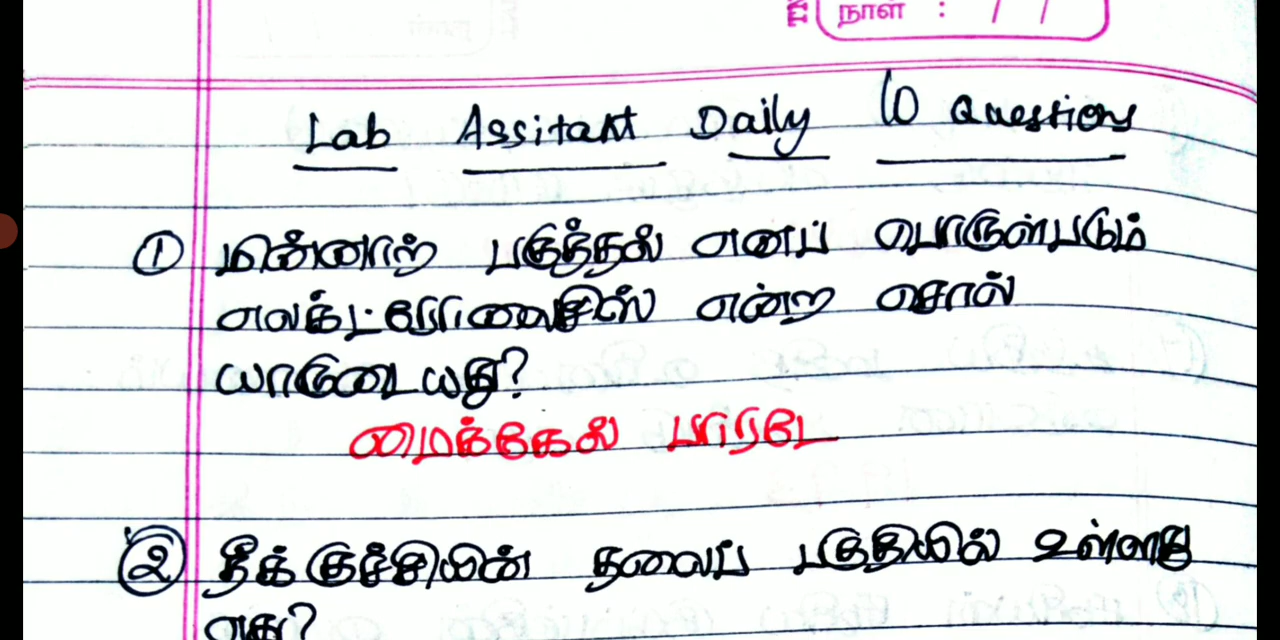 நாள் :
Lab Assitant Daily 10 Questions
① மின்னாற் பகுத்தல் எனப் பொருள்படும்
எலக்ட்ரோலைசிஸ் என்ற சொல்
யாருடையது?
மைக்கேல் பாரடே
② தீக் குச்சியின் தலைப் பகுதியில் உள்ளது
எது?